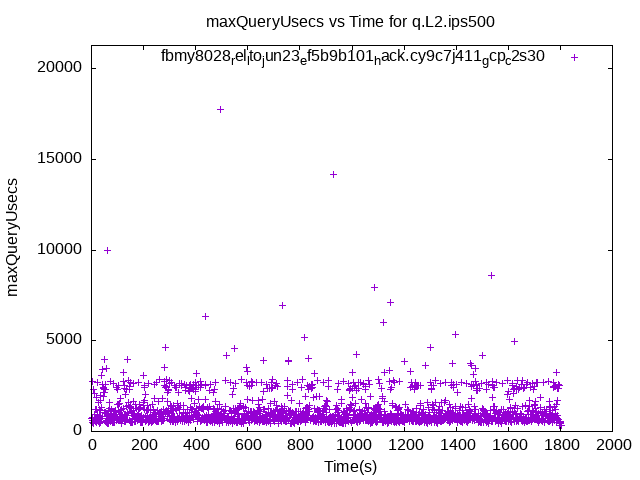 maxQueryUsecs vs Time for q.L2.ips500
fbmy8028relltojun23ef5b9b101hack.cy9c7j411gcpc2s30
20000
15000
10000
5000
0
maxQueryUsecs
0 200 400 600 800 1000 1200 1400 1600 1800 2000
Time(s)